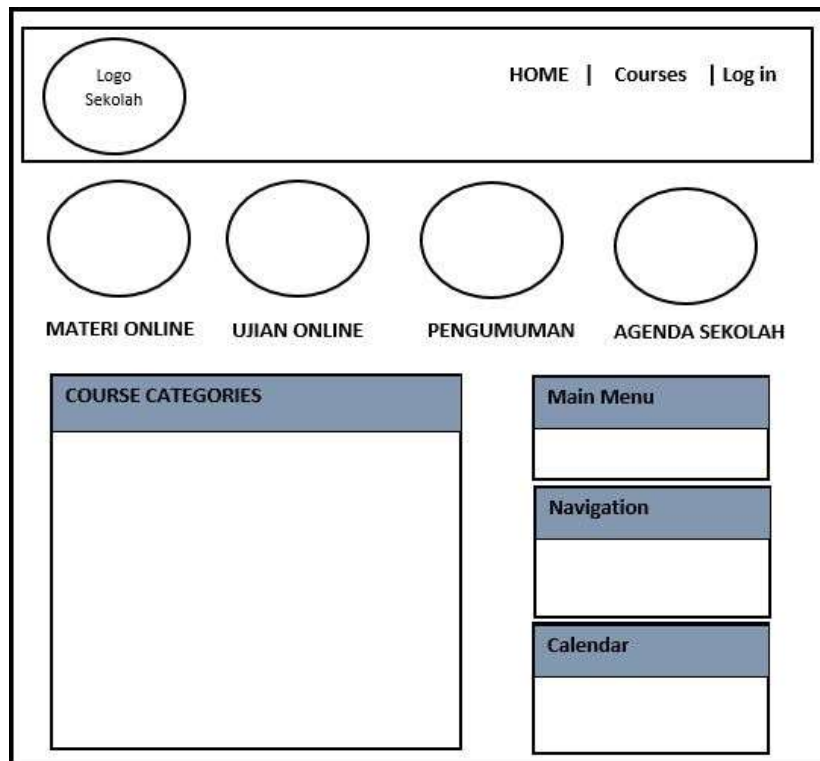 Logo
Sekolah
HOME | Courses | Log in
MATERI ONLINE
UJIAN ONLINE
PENGUMUMAN
AGENDA SEKOLAH
COURSE CATEGORIES
Main Menu
Navigation
Calendar